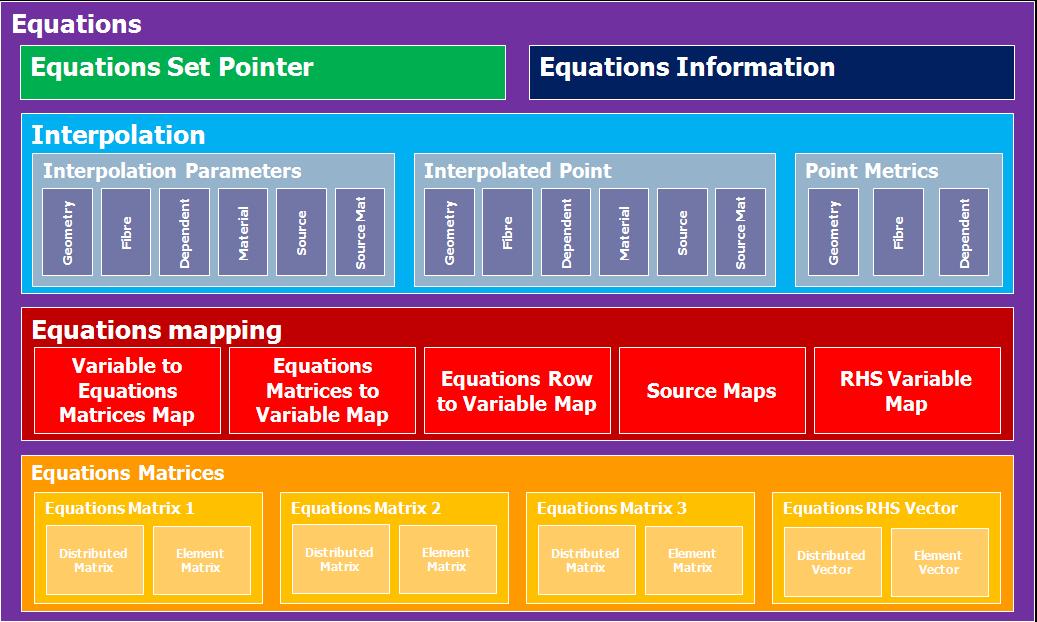 Equations
Equations Set Pointer
Equations Information
Interpolation
Interpolation Parameters
Geometry
Fibre
Dependent
Material
Source
Source Mat
Interpolated Point
Geometry
Fibre
Dependent
Material
Source
Source Mat
Point Metrics
Geometry
Fibre
Dependent
Equations mapping
Variable to
Equations
Matrices Map
Equations
Matrices to
Variable Map
Equations Row
to Variable Map
Source Maps
RHS Variable
Map
Equations Matrices
Equations Matrix 1
Distributed
Matrix
Element
Matrix
Equations Matrix 2
Distributed
Matrix
Element
Matrix
Equations Matrix 3
Distributed
Matrix
Element
Matrix
Equations RHS Vector
Distributed
Vector
Element
Vector